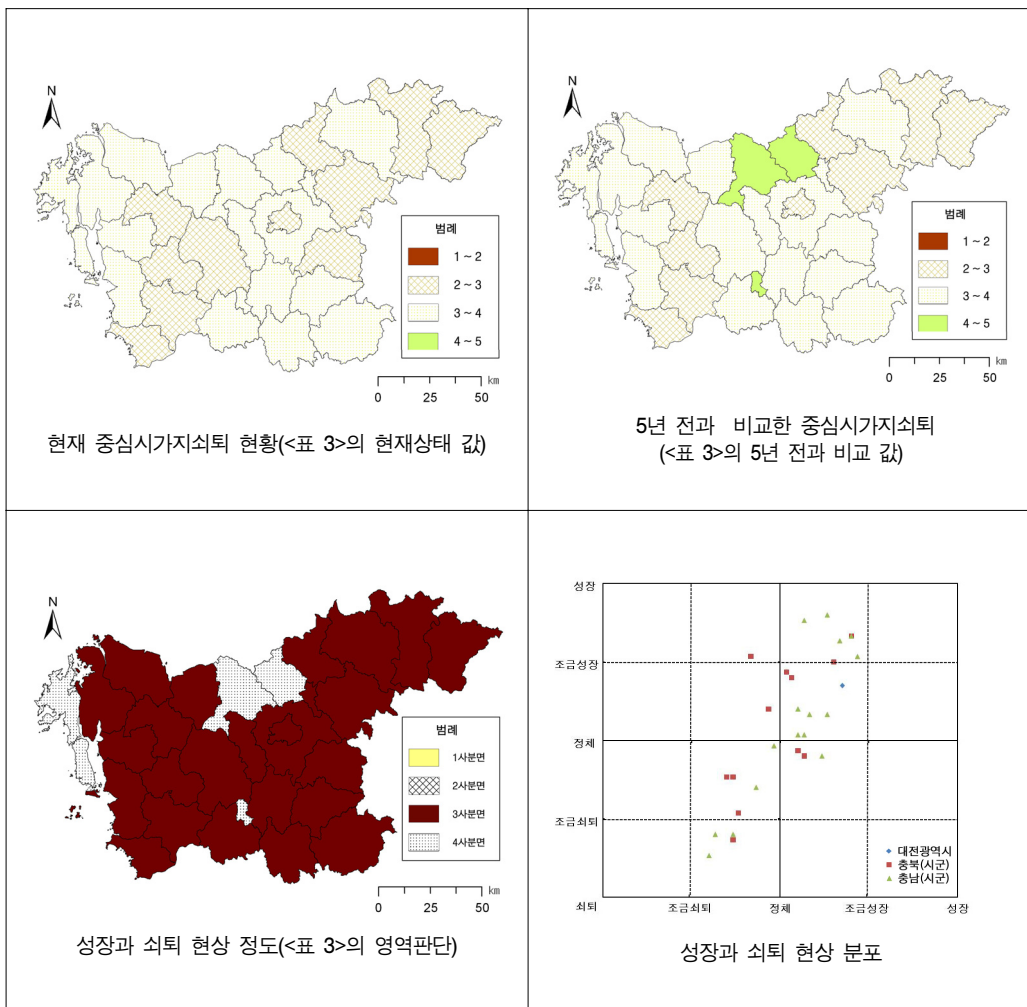 N
범례
1 ~ 2
2 ~ 3
3 ~ 4
4 ~ 5
km
0 25 50
현재 중심시가지쇠퇴 현황(<표 3>의 현재상태 값)
N
범례
1 ~ 2
2 ~ 3
3 ~ 4
4 ~ 5
km
0 25 50
5년 전과 비교한 중심시가지쇠퇴
(<표 3>의 5년 전과 비교 값)
N
범례
1사분면
2사분면
3사분면
4사분면
km
0 25 50
성장과 쇠퇴 현상 정도(<표 3>의 영역판단)
성장
조금성장
정체
조금쇠퇴
쇠퇴
대전광역시
충북(시군)
충남(시군)
조금쇠퇴 정체 조금성장 성장
성장과 쇠퇴 현상 분포